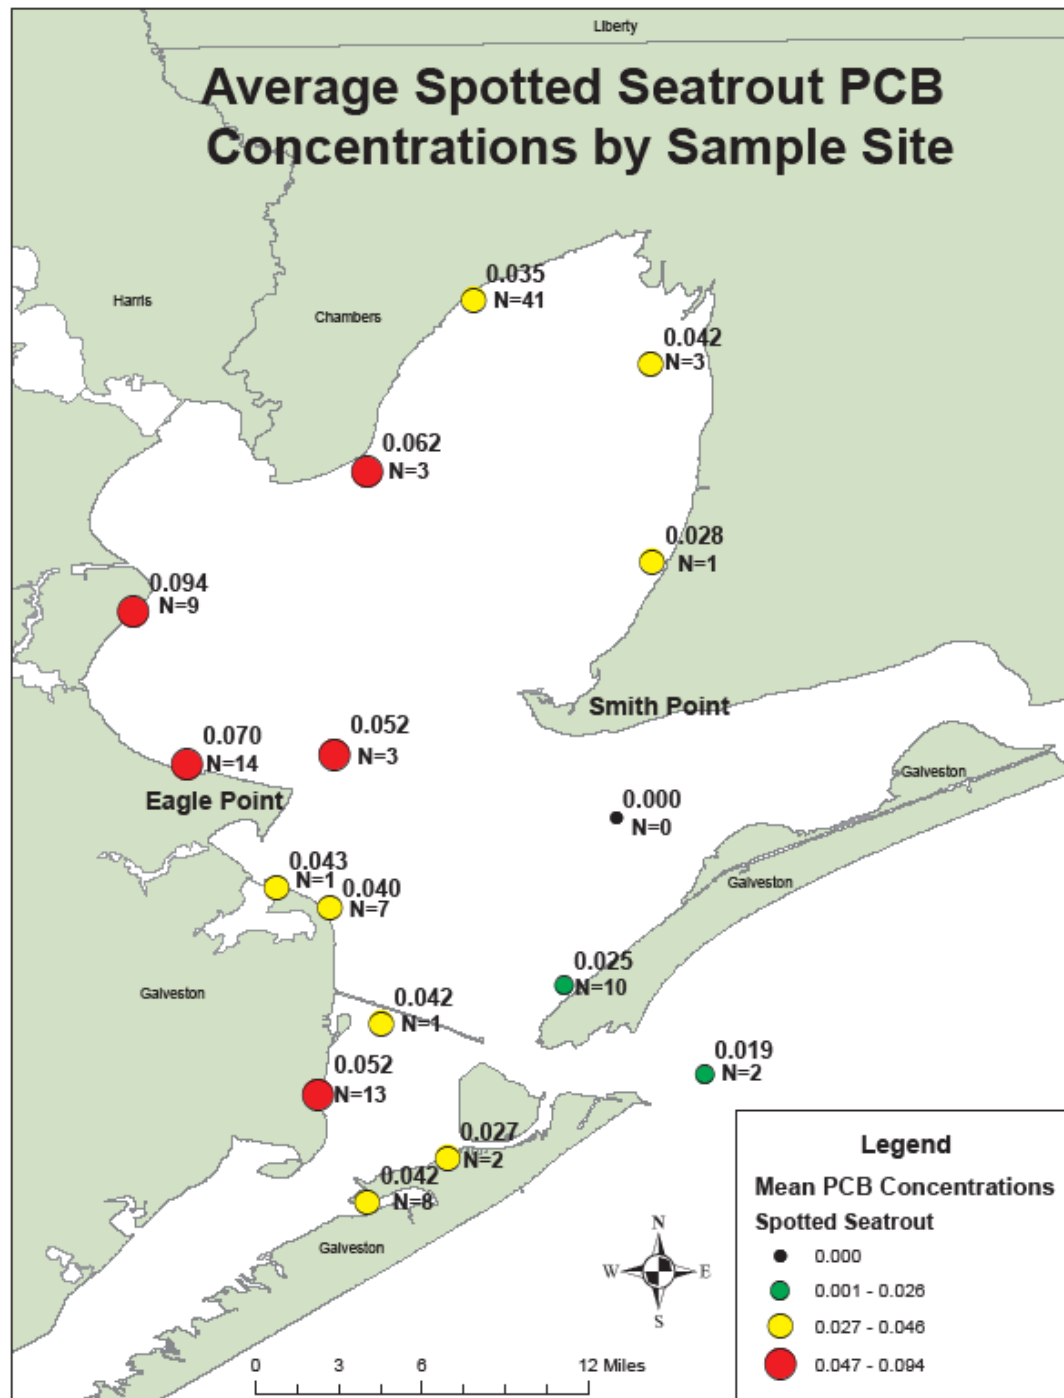 Liberty
Average Spotted Seatrout PCB
Concentrations by Sample Site
0.035
N=41
Harris
Chambers
0.042
N=3
0.062
N=3
0.028
N=1
0.094
N=9
Smith Point
0.052
N=3
0.070
N=14
Eagle Point
Galveston
0.000
N=0
0.043
N=1
0.040
N=7
Galveston
0.025
N=10
Galveston
0.042
N=1
0.019
N=2
0.052
N=13
0.027
N=2
0.042
N=8
Galveston
N
W E
S
0 3 6 12 Miles
Legend
Mean PCB Concentrations
Spotted Seatrout
0.000
0.001 - 0.026
0.027 - 0.046
0.047 - 0.094